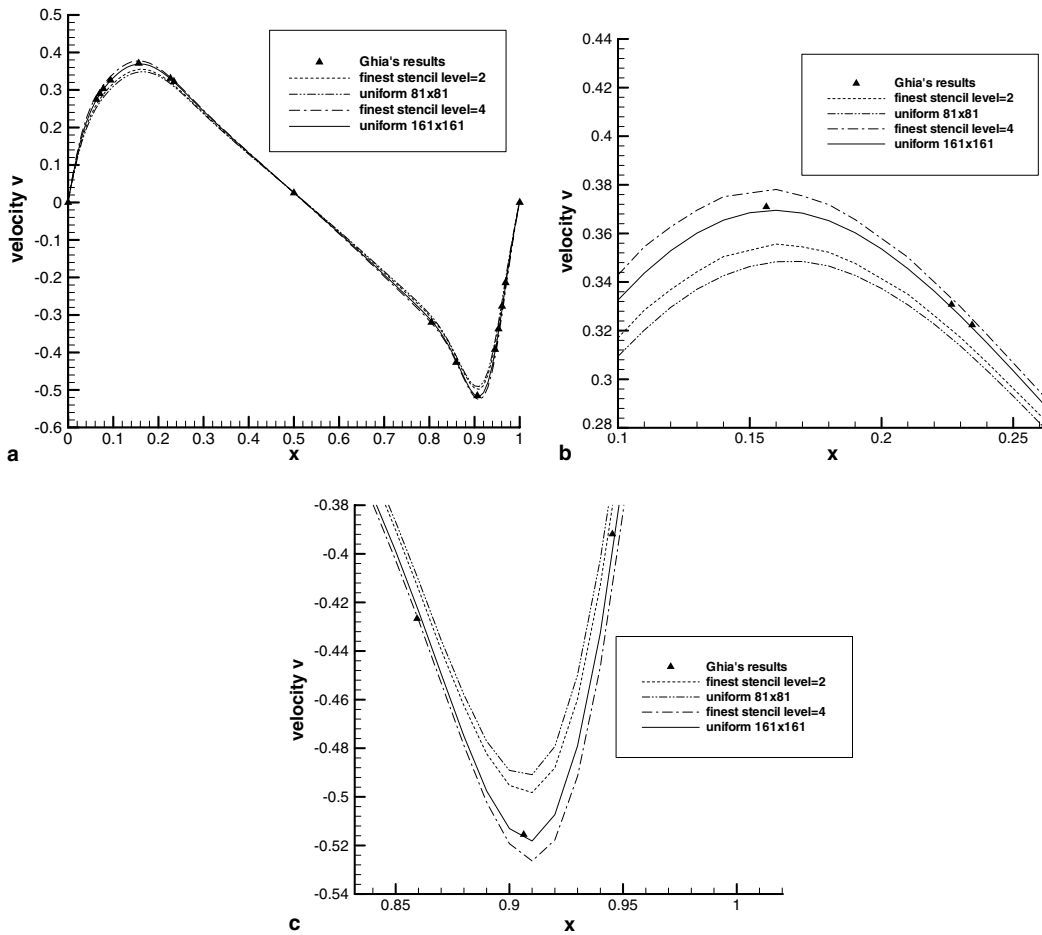 0.5
0.4
0.3
0.2
0.1
0
-0.1
-0.2
-0.3
-0.4
-0.5
-0.6
velocity v
0 0.1 0.2 0.3 0.4 0.5 0.6 0.7 0.8 0.9 1
x
a
Ghia's results
finest stencil level=2
uniform 81x81
finest stencil level=4
uniform 161x161
0.44
0.42
0.4
0.38
0.36
0.34
0.32
0.3
0.28
velocity v
0.1 0.15 0.2 0.25
x
b
Ghia's results
finest stencil level=2
uniform 81x81
finest stencil level=4
uniform 161x161
-0.38
-0.4
-0.42
-0.44
-0.46
-0.48
-0.5
-0.52
-0.54
velocity v
0.85 0.9 0.95 1
x
c
Ghia's results
finest stencil level=2
uniform 81x81
finest stencil level=4
uniform 161x161